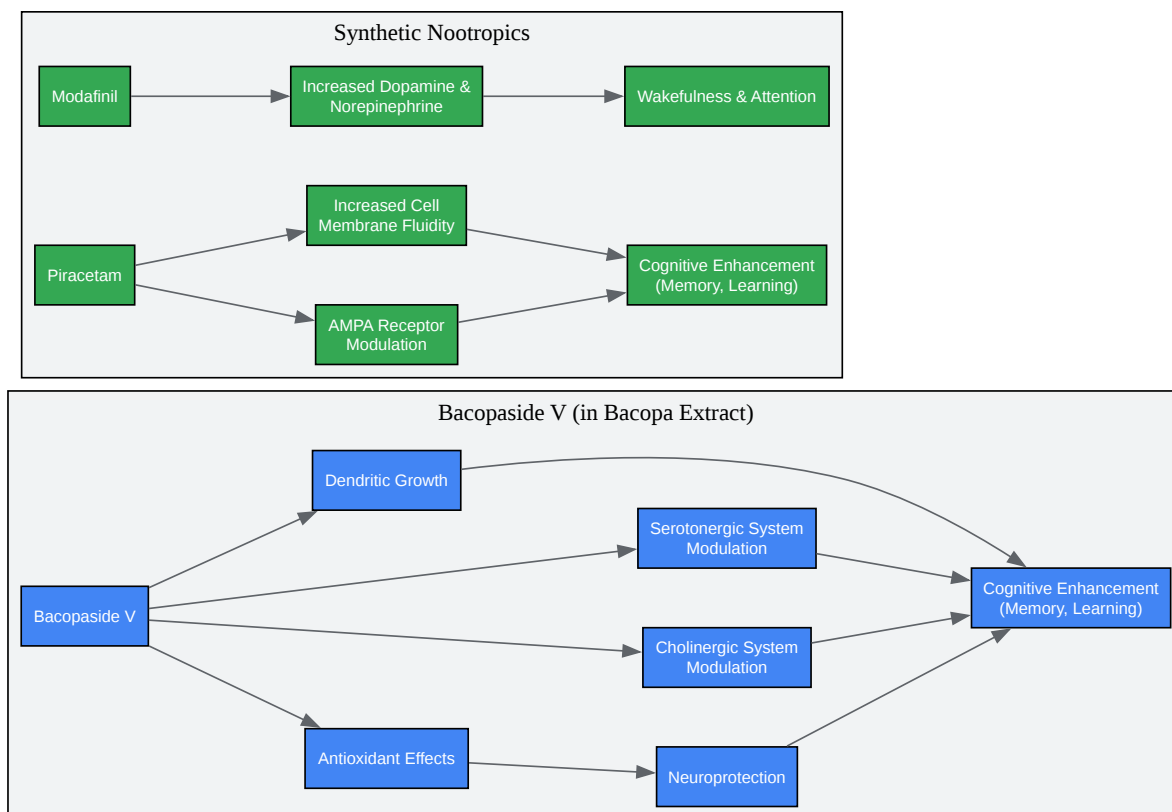 Synthetic Nootropics
Modafinil
Increased Dopamine &
Norepinephrine
Wakefulness & Attention
Piracetam
Increased Cell
Membrane Fluidity
AMPA Receptor
Modulation
Cognitive Enhancement
(Memory, Learning)
Bacopaside V (in Bacopa Extract)
Bacopaside V
Dendritic Growth
Serotonergic System
Modulation
Cholinergic System
Modulation
Antioxidant Effects
Neuroprotection
Cognitive Enhancement
(Memory, Learning)